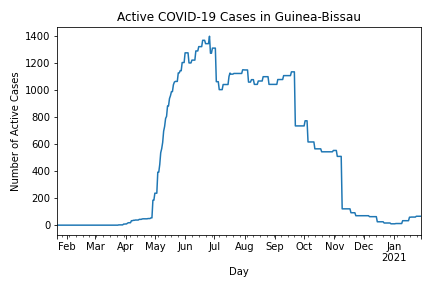 Active COVID-19 Cases in Guinea-Bissau
Number of Active Cases
1400
1200
1000
800
600
400
200
0
Feb Mar Apr May Jun Jul Aug Sep Oct Nov Dec Jan
2021
Day